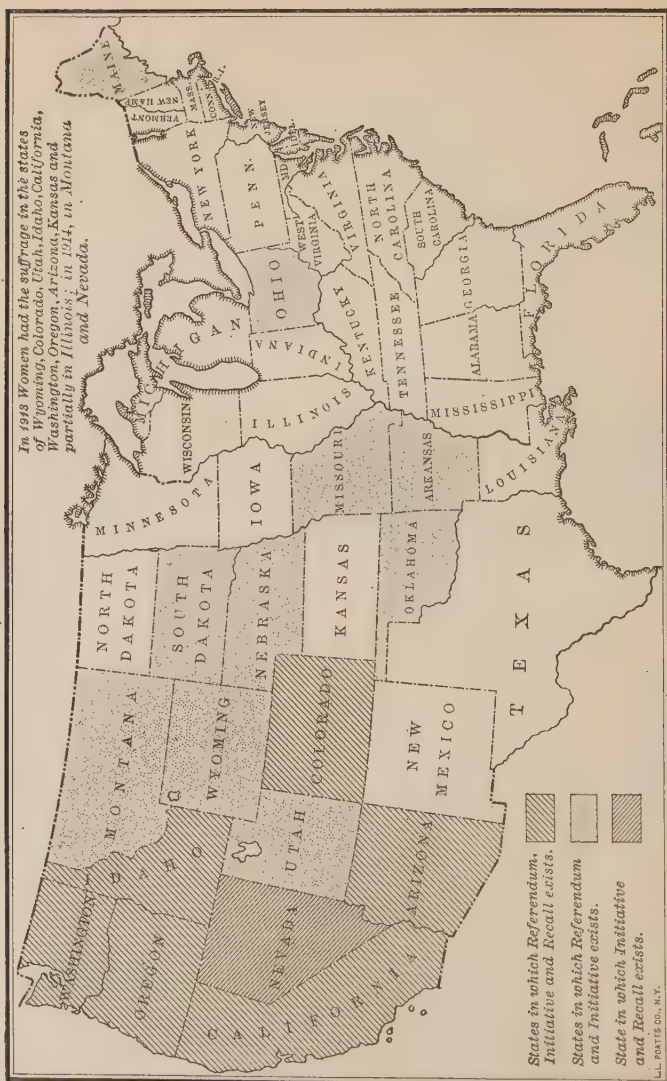 In 1913 Women had the suffrage in the states
of Wyoming, Colorado, Utah, Idaho, California,
Washington, Oregon, Arizona, Kansas and
partially in Illinois; in 1914, in Montana
and Nevada.
WASHINGTON
OREGON
CALIFORNIA
IDAHO
NEVADA
MONTANA
WYOMING
UTAH
ARIZONA
COLORADO
NEW
MEXICO
NORTH
DAKOTA
SOUTH
DAKOTA
NEBRASKA
KANSAS
OKLAHOMA
TEXAS
MINNESOTA
IOWA
MISSOURI
ARKANSAS
LOUISIANA
WISCONSIN
MICHIGAN
ILLINOIS
INDIANA
OHIO
KENTUCKY
TENNESSEE
MISSISSIPPI
ALABAMA
GEORGIA
FLORIDA
SOUTH
CAROLINA
NORTH
CAROLINA
VIRGINIA
WEST
VIRGINIA
PENN.
NEW YORK
NEW
JERSEY
MD.
DEL.
VERMONT
NEW HAMP.
MASS.
CONN.
R.I.
MAINE
States in which Referendum,
Initiative and Recall exists.
States in which Referendum
and Initiative exists.
State in which Initiative
and Recall exists.
L.L. POATES CO., N.Y.